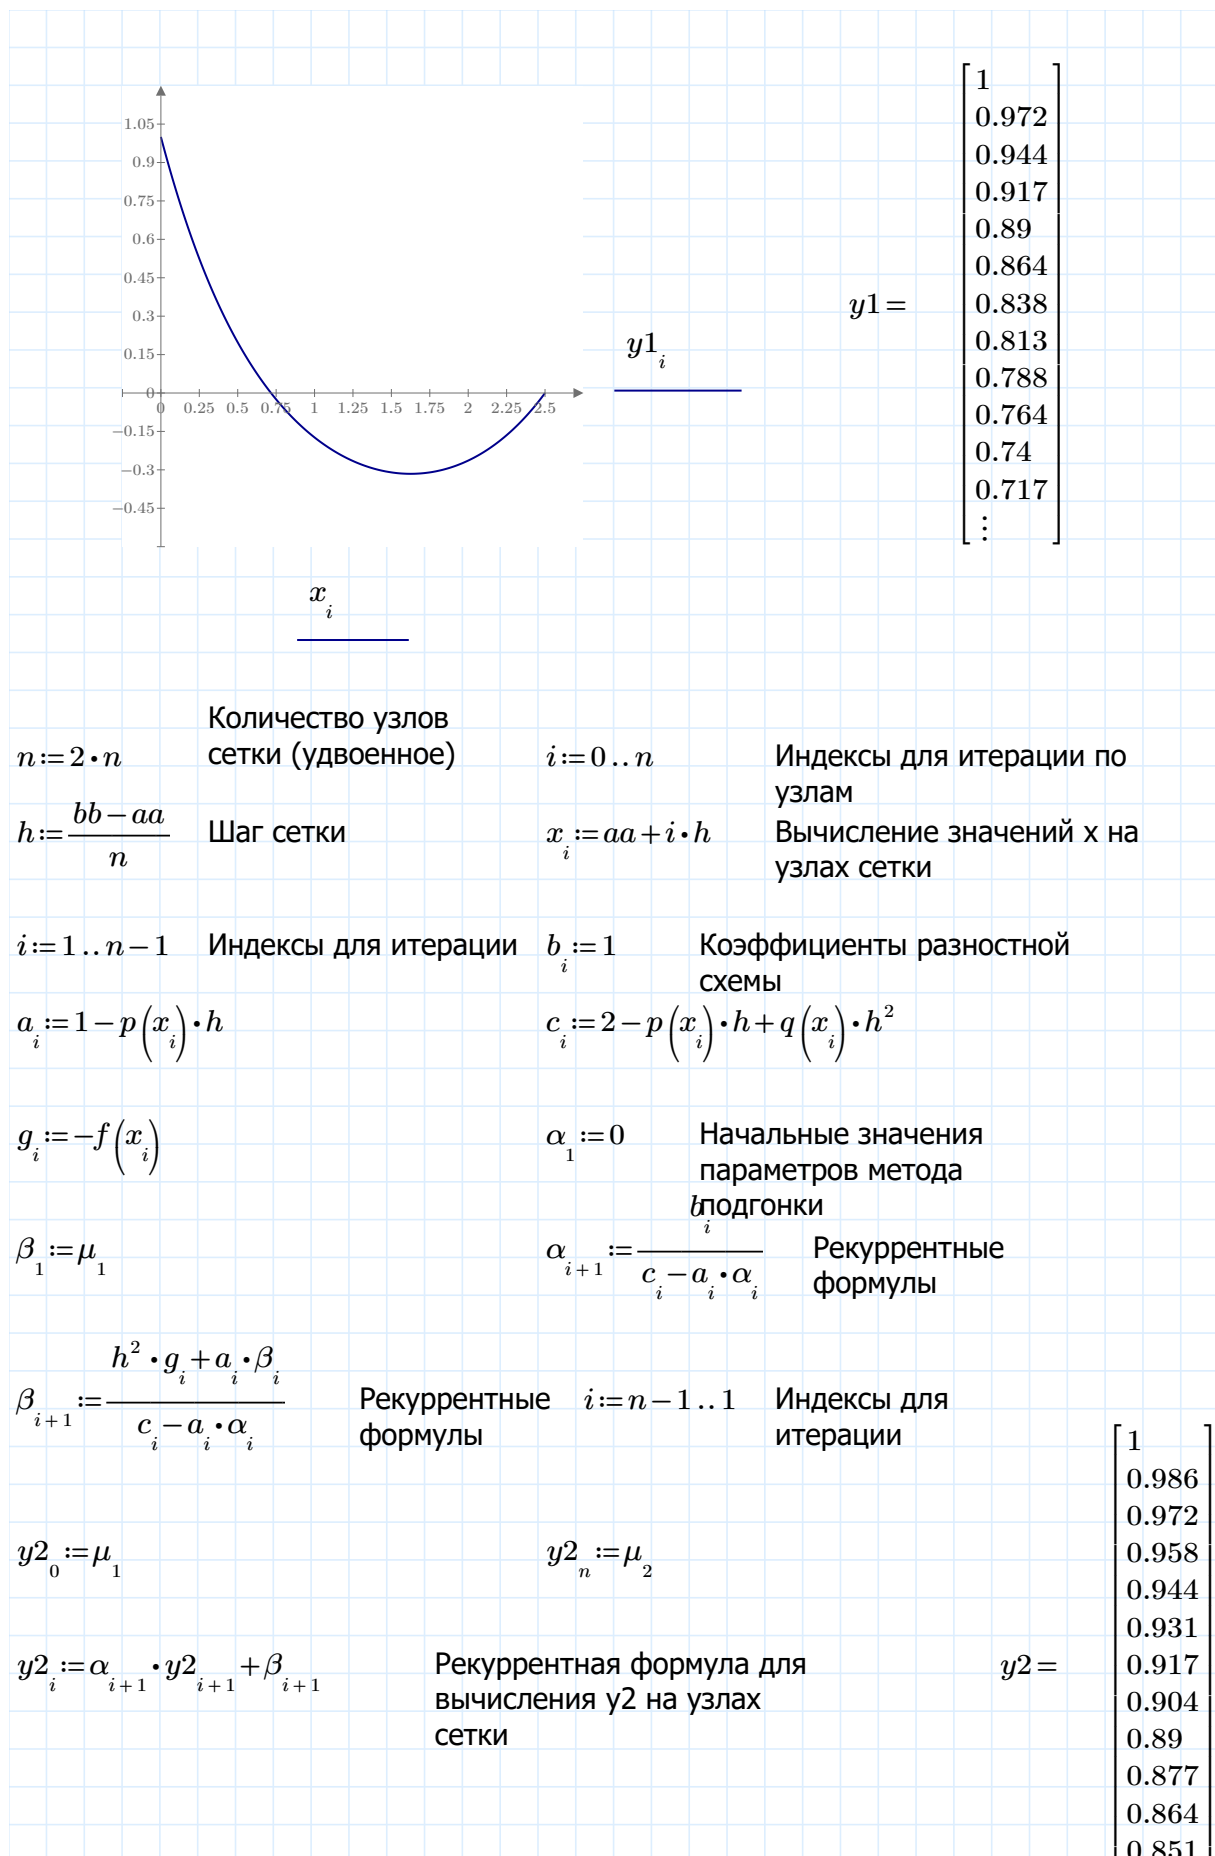 1.05
0.9
0.75
0.6
0.45
0.3
0.15
0
−0.15
−0.3
−0.45
0 0.25 0.5 0.75 1 1.25 1.5 1.75 2 2.25 2.5
y1_i
x_i
y1 =
1
0.972
0.944
0.917
0.89
0.864
0.838
0.813
0.788
0.764
0.74
0.717
⋮
Количество узлов
n ≔ 2 · n сетки (удвоенное) i ≔ 0 .. n Индексы для итерации по
узлам
h ≔ (bb − aa)/n Шаг сетки x_i ≔ aa + i · h Вычисление значений x на
узлах сетки
i ≔ 1 .. n − 1 Индексы для итерации b_i ≔ 1 Коэффициенты разностной
схемы
a_i ≔ 1 − p(x_i) · h c_i ≔ 2 − p(x_i) · h + q(x_i) · h^2
g_i ≔ −f(x_i) α_1 ≔ 0 Начальные значения
параметров метода
подгонки
β_1 ≔ μ_1 α_{i+1} ≔ b_i/(c_i − a_i · α_i) Рекуррентные
формулы
β_{i+1} ≔ (h^2 · g_i + a_i · β_i)/(c_i − a_i · α_i) Рекуррентные i ≔ n − 1 .. 1 Индексы для
формулы итерации
y2_0 ≔ μ_1 y2_n ≔ μ_2
y2_i ≔ α_{i+1} · y2_{i+1} + β_{i+1} Рекуррентная формула для
вычисления y2 на узлах
сетки
y2 =
1
0.986
0.972
0.958
0.944
0.931
0.917
0.904
0.89
0.877
0.864
0.851